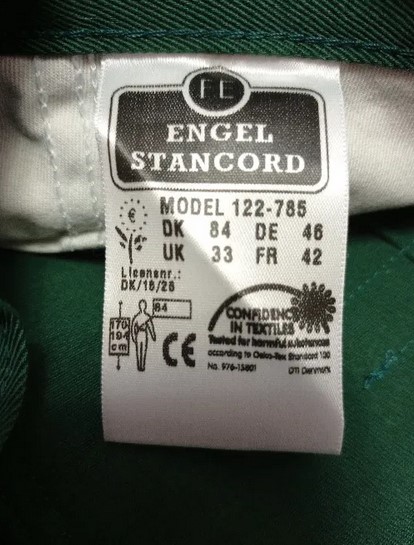 FE
ENGEL
STANCORD
MODEL 122-785
DK 84 DE 46
UK 33 FR 42
€
Licensnr.:
DK/16/26
84
170
194
cm
CE
CONFIDENCE
IN TEXTILES
Tested for harmful substances
according to Oeko-Tex Standard 100
No. 976-15801 DTI Denmark